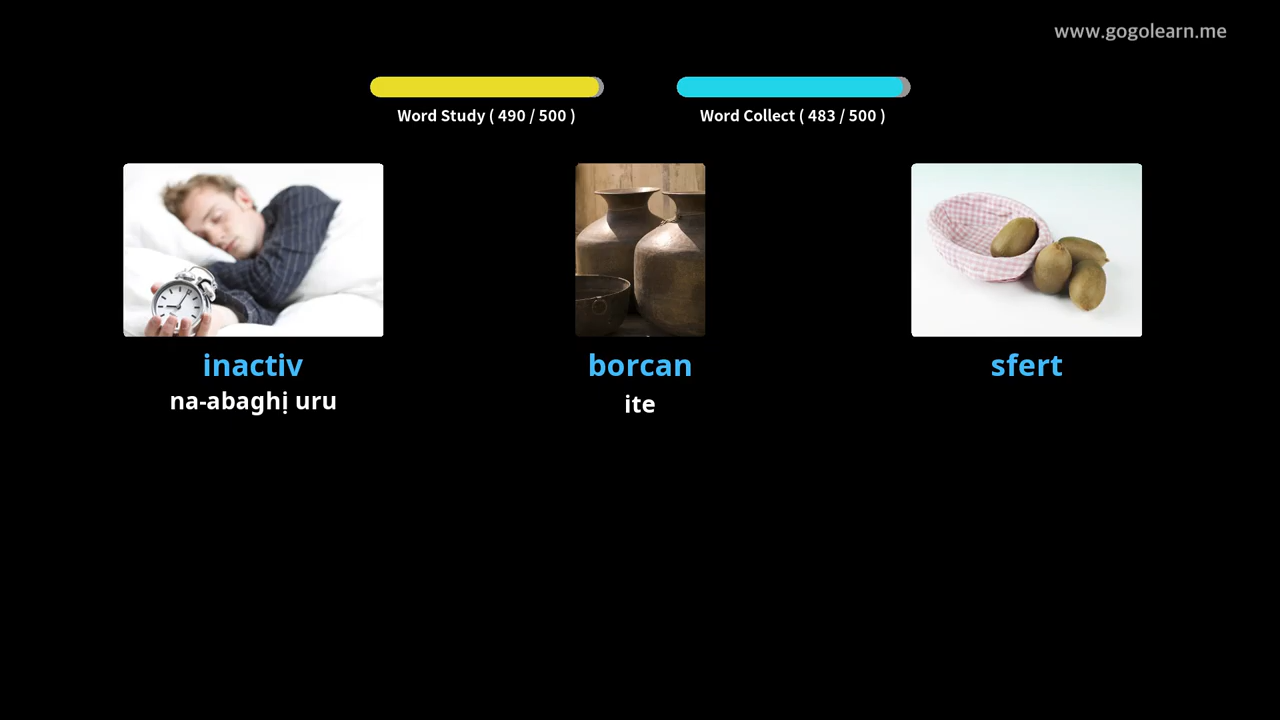 www.gogolearn.me
Word Study ( 490 / 500 )
Word Collect ( 483 / 500 )
inactiv
na-abaghị uru
borcan
ite
sfert